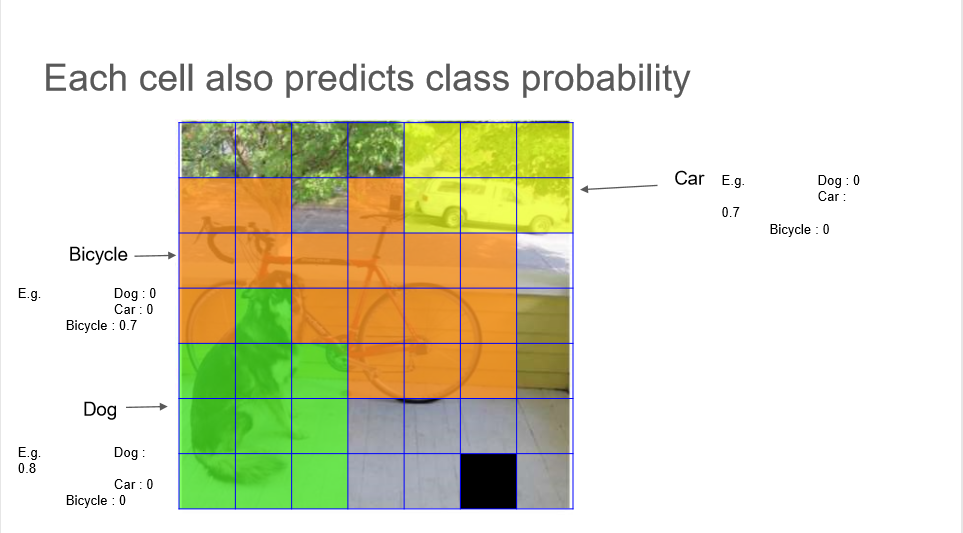 Each cell also predicts class probability
Car
E.g. Dog : 0
Car :
0.7
Bicycle : 0
Bicycle
E.g. Dog : 0
Car : 0
Bicycle : 0.7
Dog
E.g. Dog :
0.8
Car : 0
Bicycle : 0